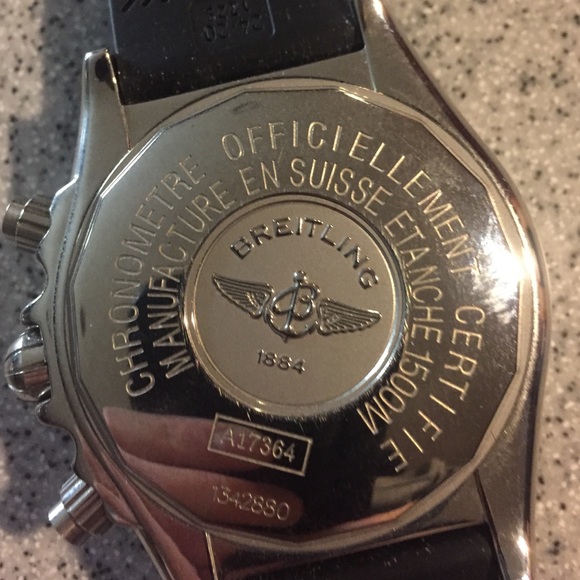 CHRONOMETRE OFFICIELLEMENT CERTIFIE
MANUFACTURE EN SUISSE ETANCHE 1500M
BREITLING
B
1884
A17364
1342880